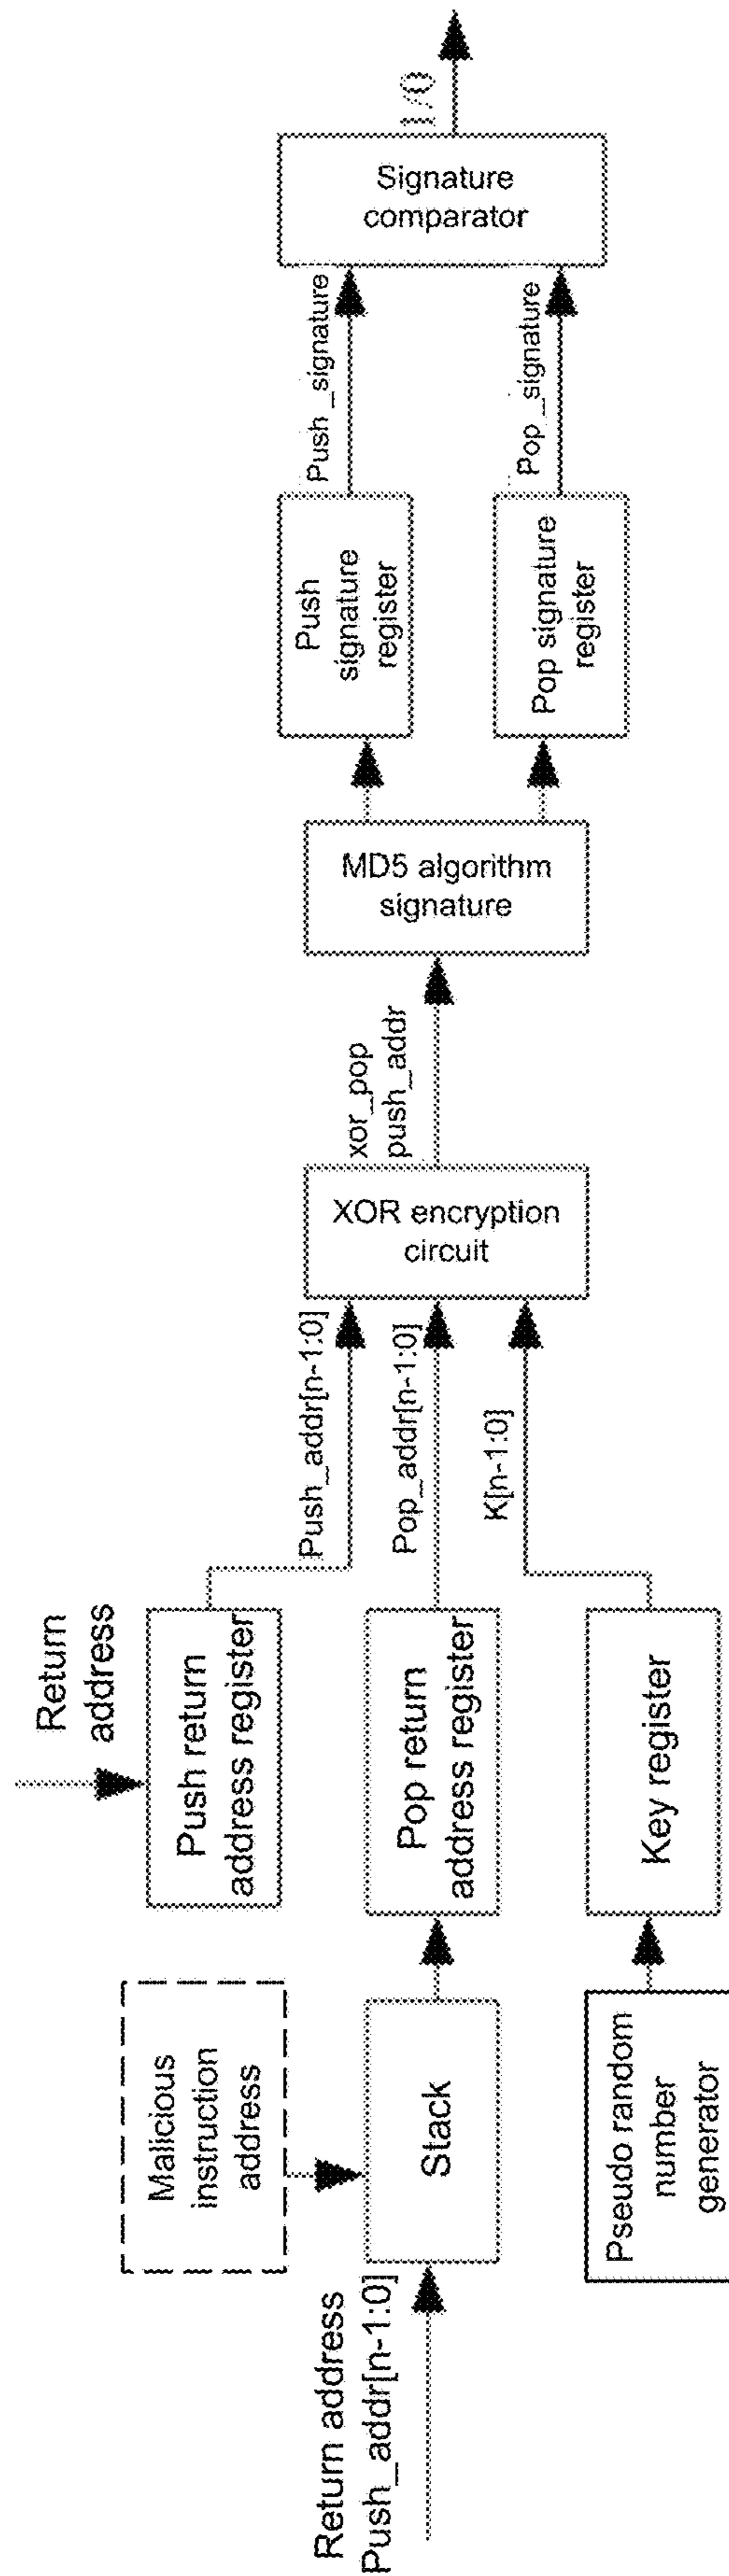 Return address
Push_addr[n-1:0]
Malicious
instruction
address
Stack
Pseudo random
number
generator
Return
address
Push return
address register
Pop return
address register
Key register
Push_addr[n-1:0]
Pop_addr[n-1:0]
K[n-1:0]
XOR encryption
circuit
xor_pop
push_addr
MD5 algorithm
signature
Push
signature
register
Pop signature
register
Push _signature
Pop _signature
Signature
comparator
1/0